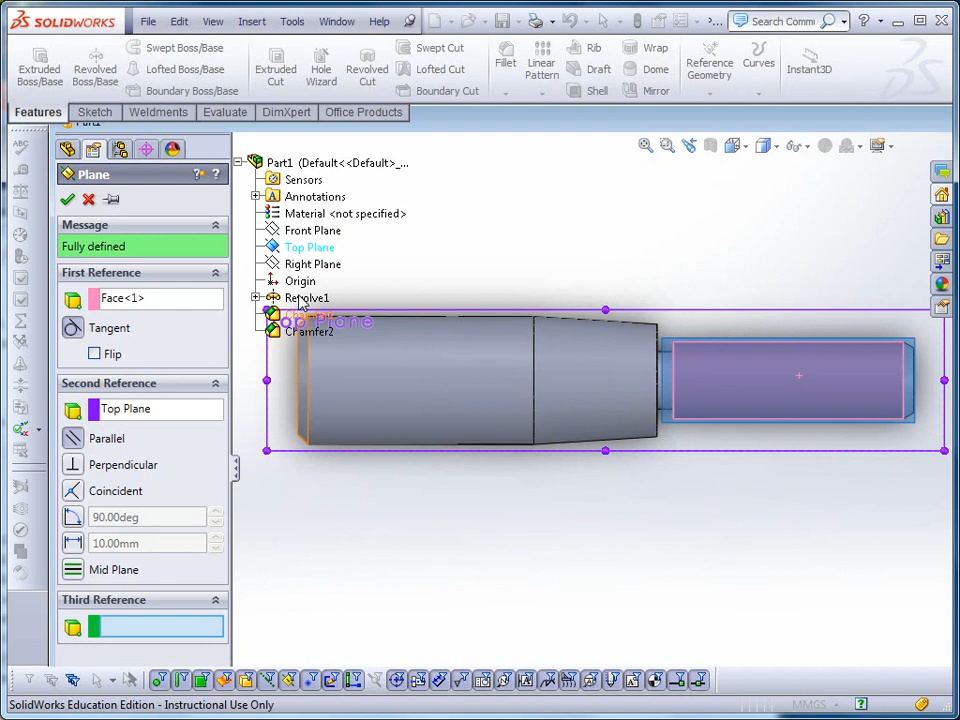 SOLIDWORKS File Edit View Insert Tools Window Help ... Search Comm ?
Extruded Boss/Base
Revolved Boss/Base
Swept Boss/Base
Lofted Boss/Base
Boundary Boss/Base
Extruded Cut
Hole Wizard
Revolved Cut
Swept Cut
Lofted Cut
Boundary Cut
Fillet
Linear Pattern
Rib
Draft
Shell
Wrap
Dome
Mirror
Reference Geometry
Curves
Instant3D
Features Sketch Weldments Evaluate DimXpert Office Products
Part1
Plane ? ?
Message
Fully defined
First Reference
Face<1>
Tangent
Flip
Second Reference
Top Plane
Parallel
Perpendicular
Coincident
90.00deg
10.00mm
Mid Plane
Third Reference
Part1 (Default<<Default>_...
Sensors
Annotations
Material <not specified>
Front Plane
Top Plane
Right Plane
Origin
Revolve1
Top Plane
Chamfer2
SolidWorks Education Edition - Instructional Use Only
MMGS